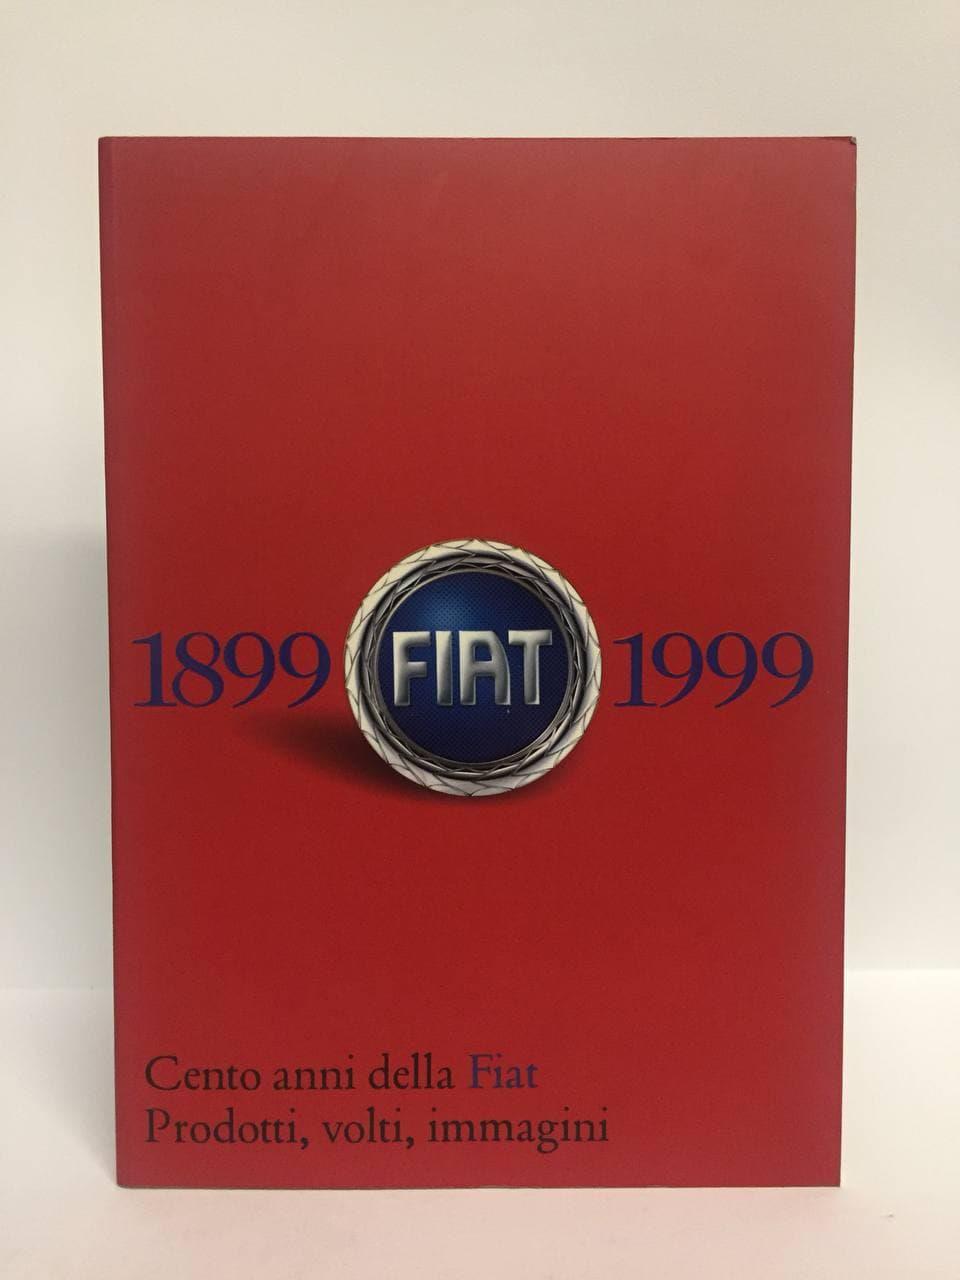 1899 FIAT 1999
Cento anni della Fiat
Prodotti, volti, immagini